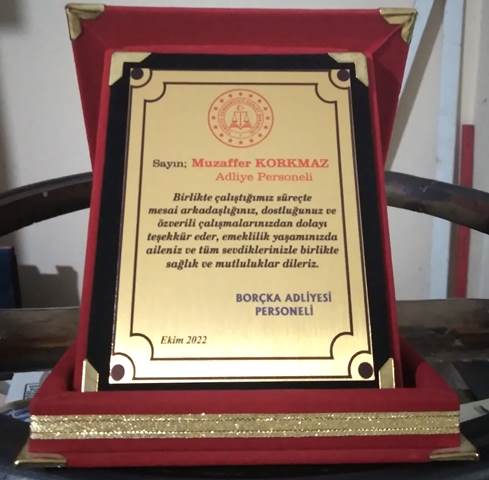 Sayın; Muzaffer KORKMAZ
Adliye Personeli
Birlikte çalıştığımız süreçte
mesai arkadaşlığınız, dostluğunuz ve
özverili çalışmalarınızdan dolayı
teşekkür eder, emeklilik yaşamınızda
aileniz ve tüm sevdiklerinizle birlikte
sağlık ve mutluluklar dileriz.
BORÇKA ADLİYESİ
PERSONELİ
Ekim 2022